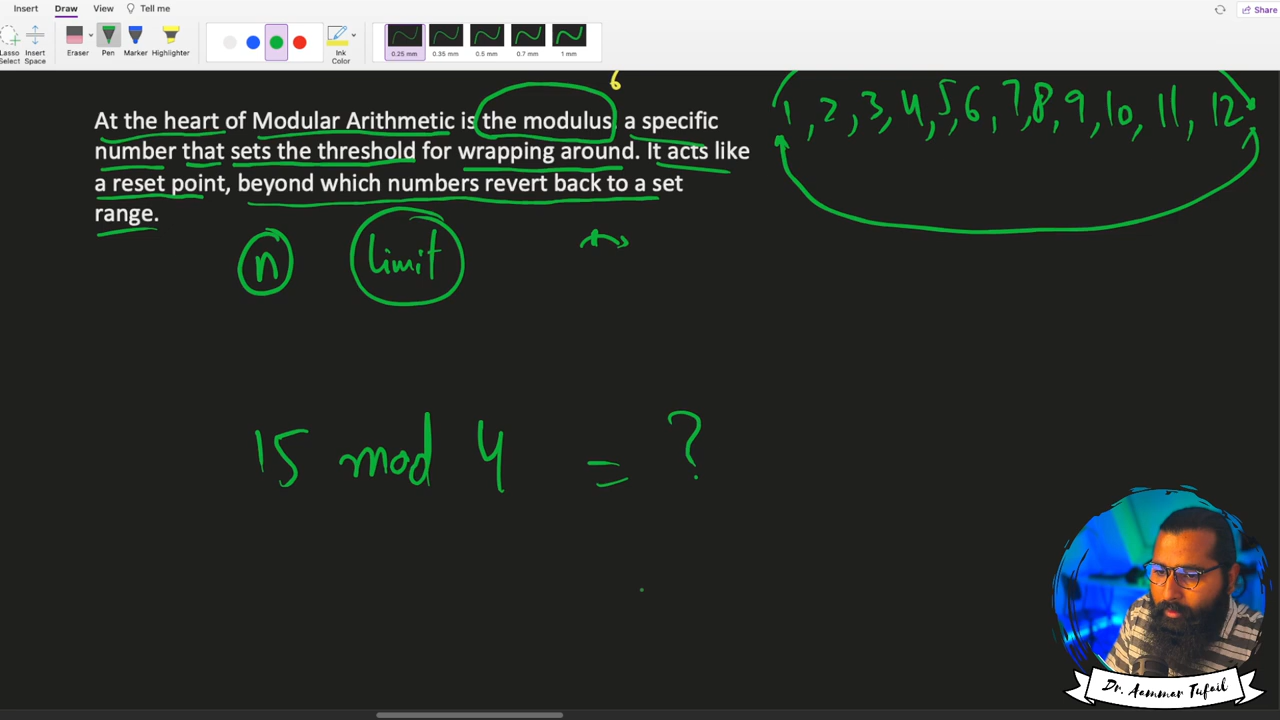 Insert Draw View Tell me
Share
Lasso Select
Insert Space
Eraser
Pen
Marker
Highlighter
Ink Color
0.25 mm 0.35 mm 0.5 mm 0.7 mm 1 mm
6
1, 2, 3, 4, 5, 6, 7, 8, 9, 10, 11, 12
At the heart of Modular Arithmetic is the modulus, a specific
number that sets the threshold for wrapping around. It acts like
a reset point, beyond which numbers revert back to a set
range.
n limit
15 mod 4 = ?
Dr. Aammar Tufail